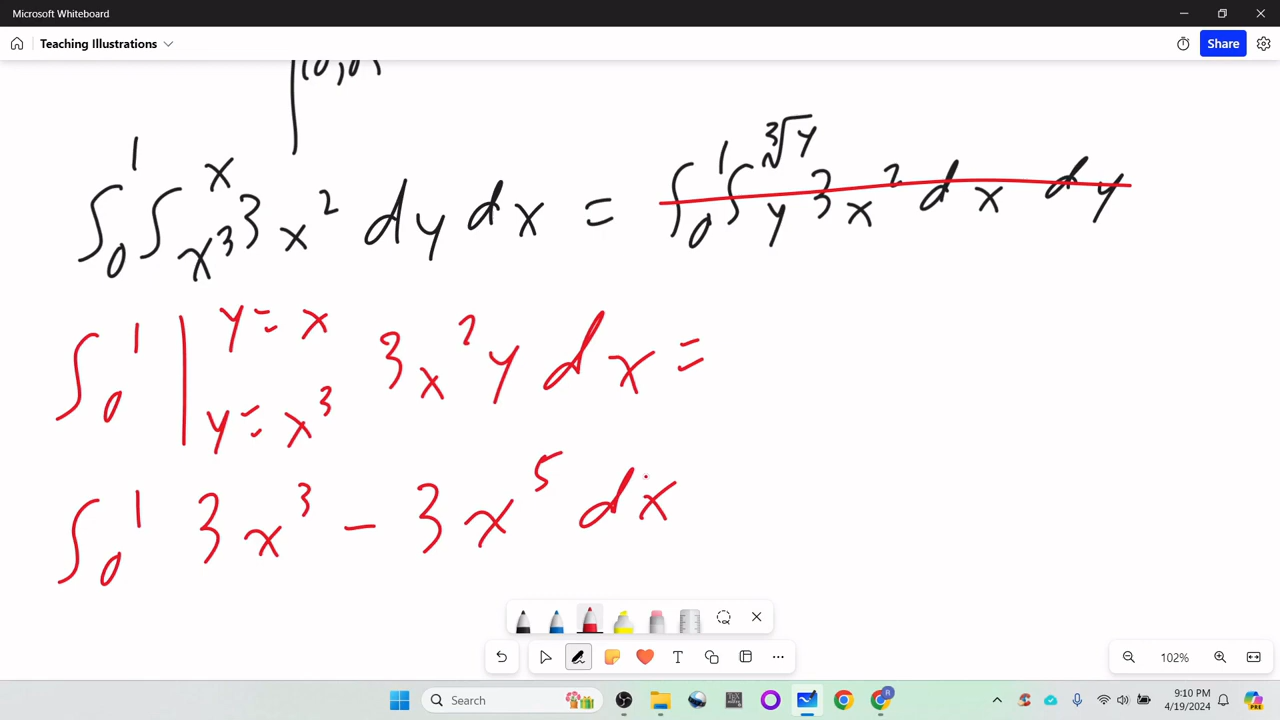 Microsoft Whiteboard
Teaching Illustrations
Share
∫₀¹ ∫_{x³}^{x} 3x² dy dx = ∫₀¹ ∫_{y}^{∛y} 3x² dx dy
∫₀¹ |_{y=x³}^{y=x} 3x²y dx =
∫₀¹ 3x³ - 3x⁵ dx
102%
Search
9:10 PM
4/19/2024